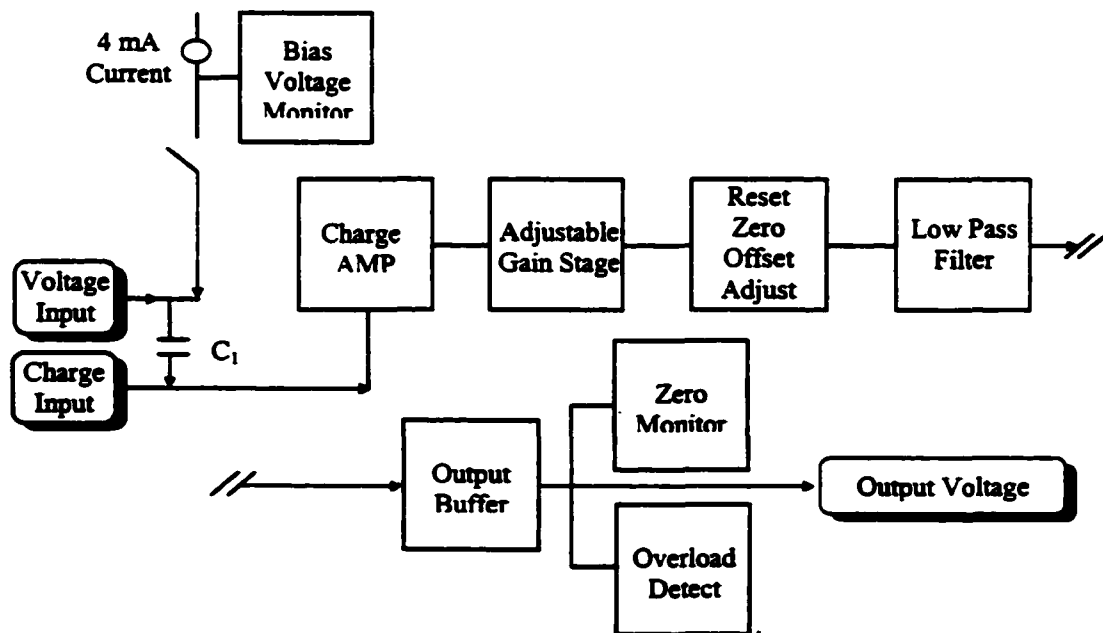 4 mA
Current
Bias
Voltage
Monitor
Charge
AMP
Adjustable
Gain Stage
Reset
Zero
Offset
Adjust
Low Pass
Filter
Voltage
Input
C₁
Charge
Input
Zero
Monitor
Output
Buffer
Output Voltage
Overload
Detect